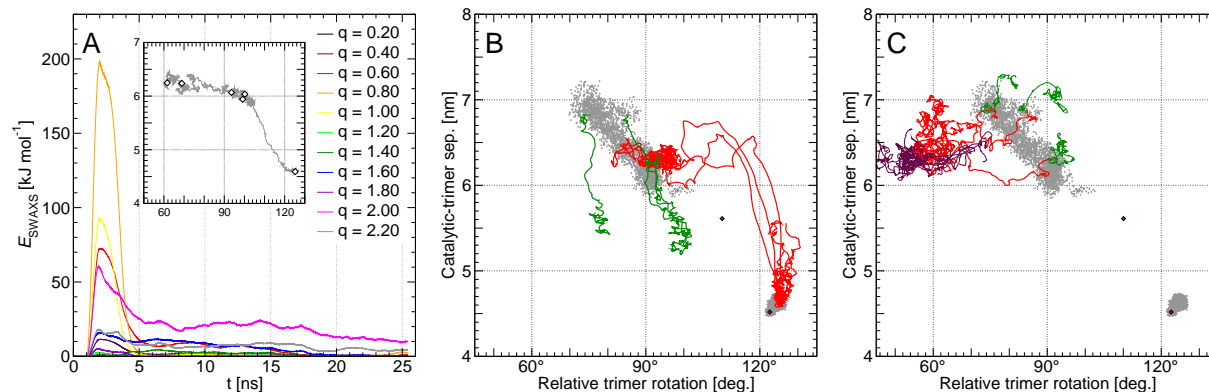 A
E_SWAXS [kJ mol⁻¹]
200
150
100
50
0
0
5
10
15
20
25
t [ns]
7
6
5
4
60
80
100
120
q = 0.20
q = 0.40
q = 0.60
q = 0.80
q = 1.00
q = 1.20
q = 1.40
q = 1.60
q = 1.80
q = 2.00
q = 2.20
B
Catalytic-trimer sep. [nm]
8
7
6
5
4
60°
90°
120°
Relative trimer rotation [deg.]
C
Catalytic-trimer sep. [nm]
8
7
6
5
4
60°
90°
120°
Relative trimer rotation [deg.]